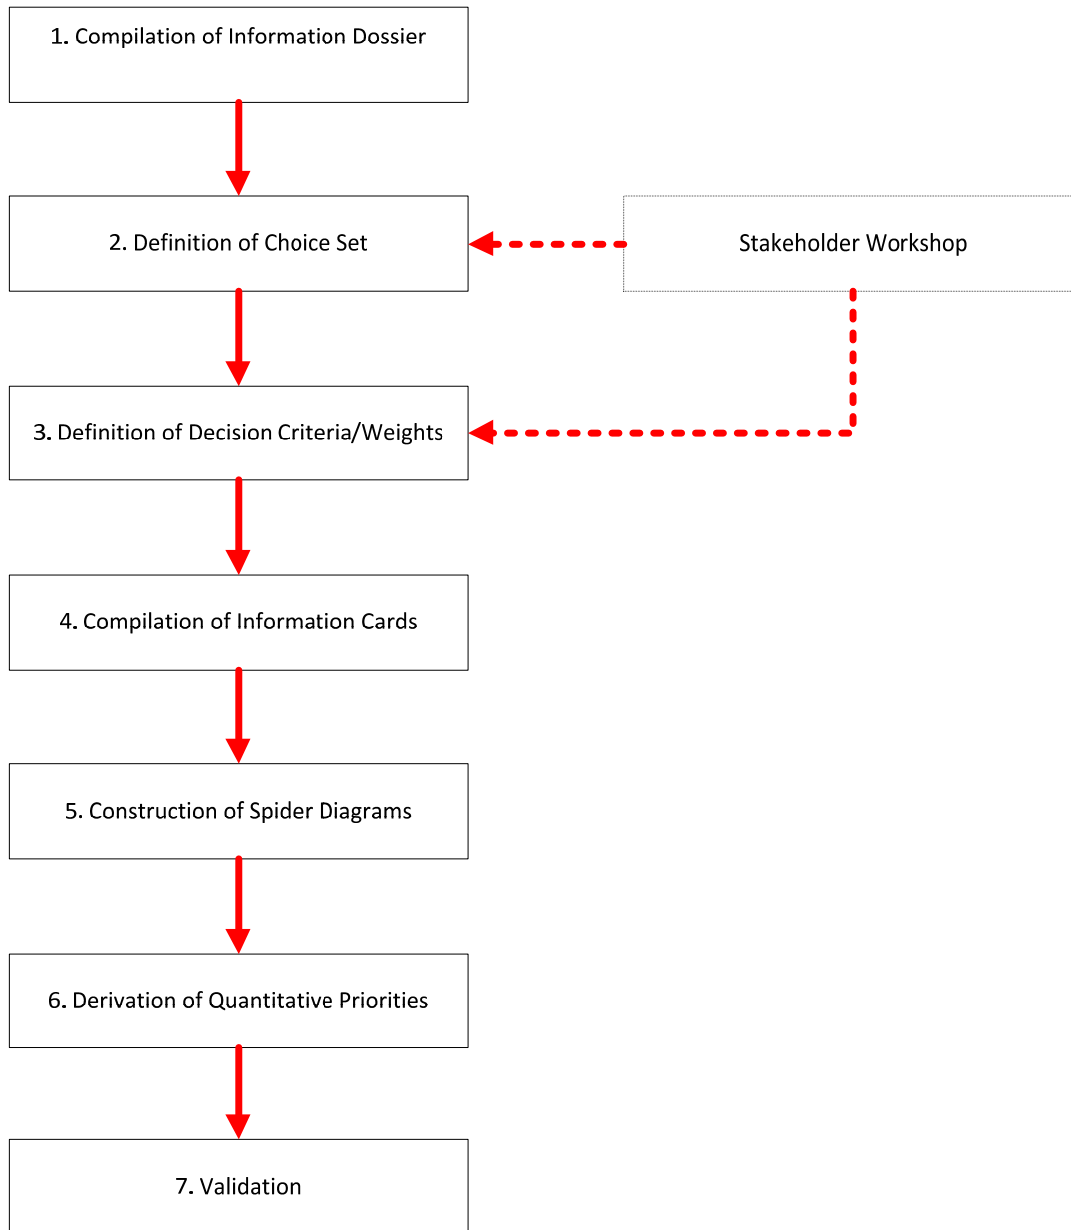 1. Compilation of Information Dossier
2. Definition of Choice Set
Stakeholder Workshop
3. Definition of Decision Criteria/Weights
4. Compilation of Information Cards
5. Construction of Spider Diagrams
6. Derivation of Quantitative Priorities
7. Validation